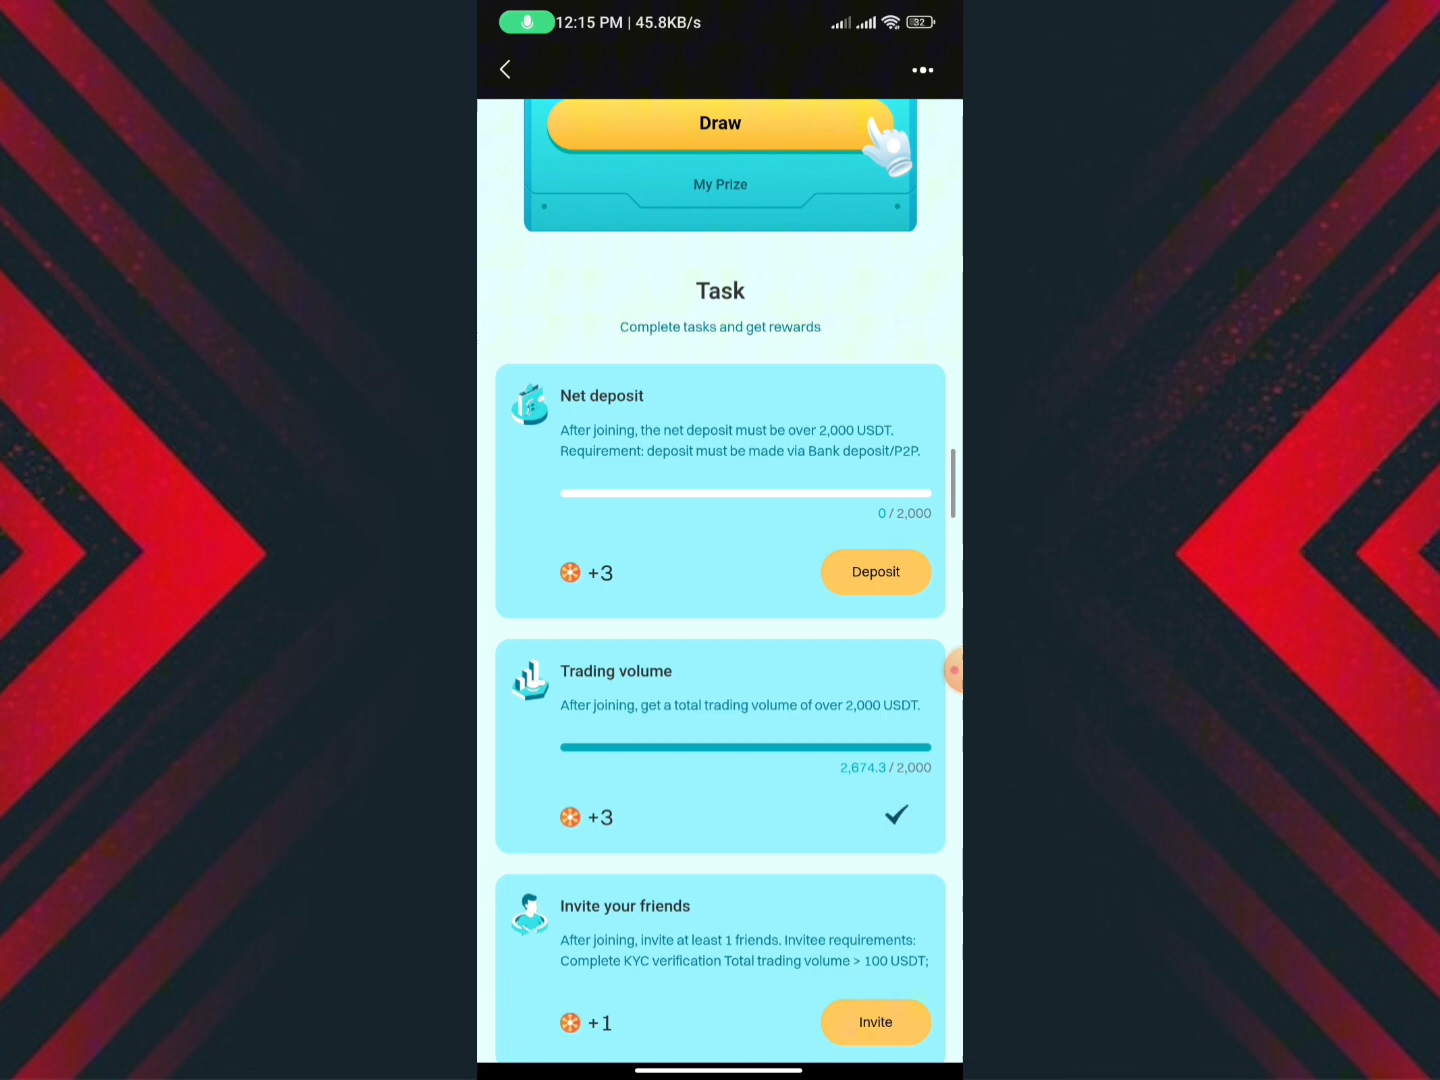 12:15 PM | 45.8KB/s
32
Draw
My Prize
Task
Complete tasks and get rewards
Net deposit
After joining, the net deposit must be over 2,000 USDT.
Requirement: deposit must be made via Bank deposit/P2P.
0 / 2,000
+3
Deposit
Trading volume
After joining, get a total trading volume of over 2,000 USDT.
2,674.3 / 2,000
+3
Invite your friends
After joining, invite at least 1 friends. Invitee requirements:
Complete KYC verification Total trading volume > 100 USDT;
+1
Invite